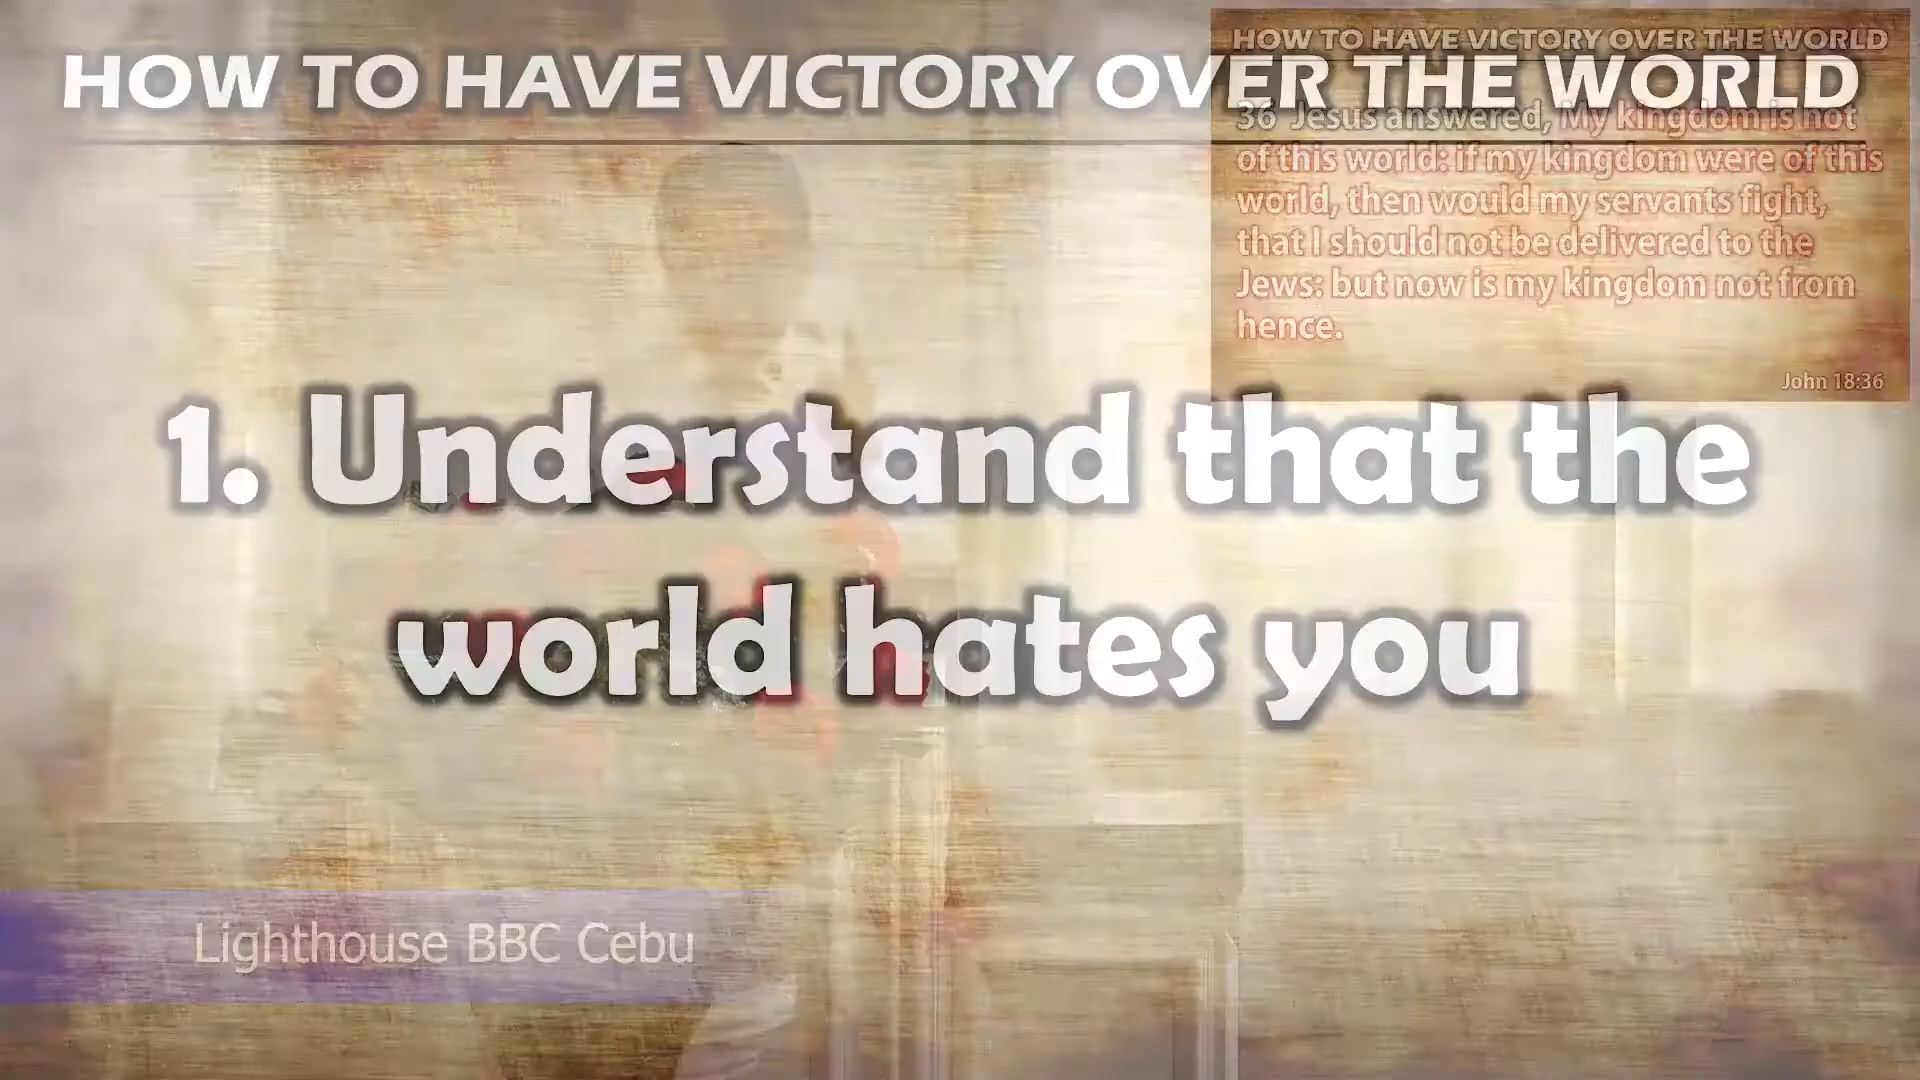 HOW TO HAVE VICTORY OVER THE WORLD
HOW TO HAVE VICTORY OVER THE WORLD
36 Jesus answered, My kingdom is not
of this world: if my kingdom were of this
world, then would my servants fight,
that I should not be delivered to the
Jews: but now is my kingdom not from
hence.
John 18:36
1. Understand that the
world hates you
Lighthouse BBC Cebu